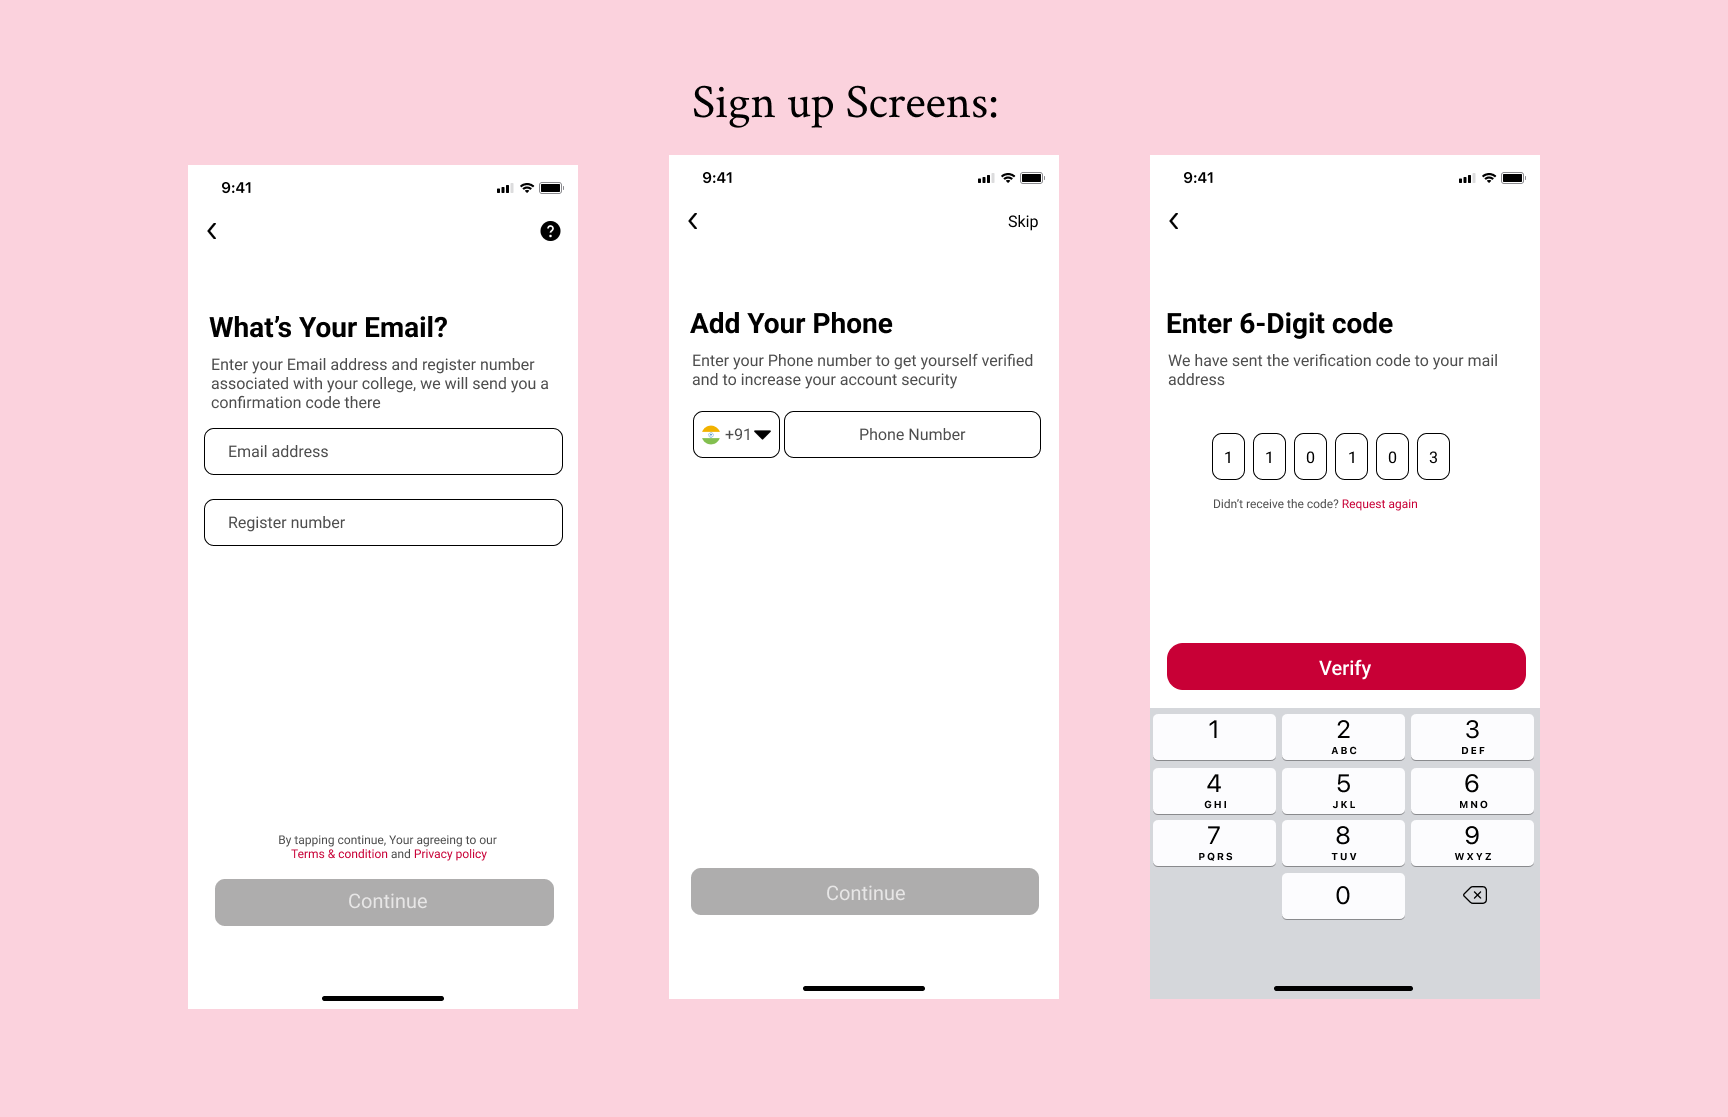 Sign up Screens:
9:41
What's Your Email?
Enter your Email address and register number
associated with your college, we will send you a
confirmation code there
Email address
Register number
By tapping continue, Your agreeing to our
Terms & condition and Privacy policy
Continue
9:41
Skip
Add Your Phone
Enter your Phone number to get yourself verified
and to increase your account security
+91
Phone Number
Continue
9:41
Enter 6-Digit code
We have sent the verification code to your mail
address
1 1 0 1 0 3
Didn't receive the code? Request again
Verify
1 2 3
ABC DEF
4 5 6
GHI JKL MNO
7 8 9
PQRS TUV WXYZ
0